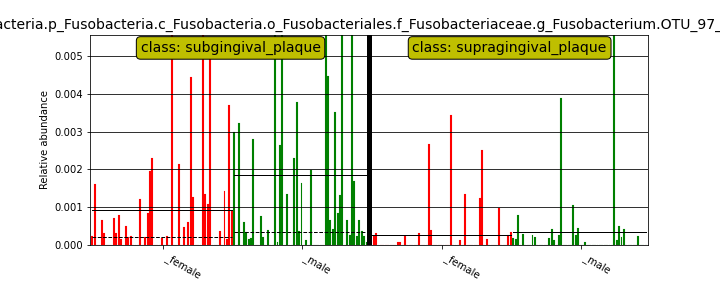 acteria.p_Fusobacteria.c_Fusobacteria.o_Fusobacteriales.f_Fusobacteriaceae.g_Fusobacterium.OTU_97_
class: subgingival_plaque
class: supragingival_plaque
Relative abundance
0.005
0.004
0.003
0.002
0.001
0.000
_female
_male
_female
_male